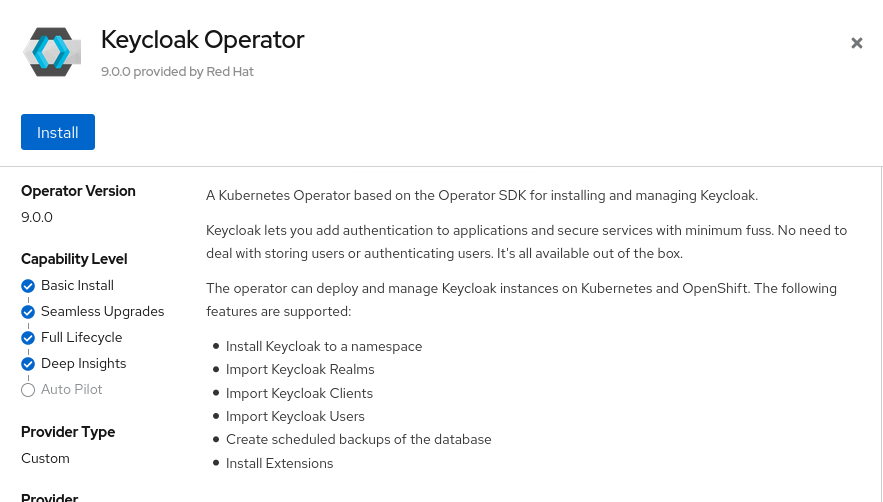 Keycloak Operator
9.0.0 provided by Red Hat
Install
Operator Version
9.0.0
Capability Level
Basic Install
Seamless Upgrades
Full Lifecycle
Deep Insights
Auto Pilot
Provider Type
Custom
Provider
A Kubernetes Operator based on the Operator SDK for installing and managing Keycloak.
Keycloak lets you add authentication to applications and secure services with minimum fuss. No need to
deal with storing users or authenticating users. It's all available out of the box.
The operator can deploy and manage Keycloak instances on Kubernetes and OpenShift. The following
features are supported:
Install Keycloak to a namespace
Import Keycloak Realms
Import Keycloak Clients
Import Keycloak Users
Create scheduled backups of the database
Install Extensions